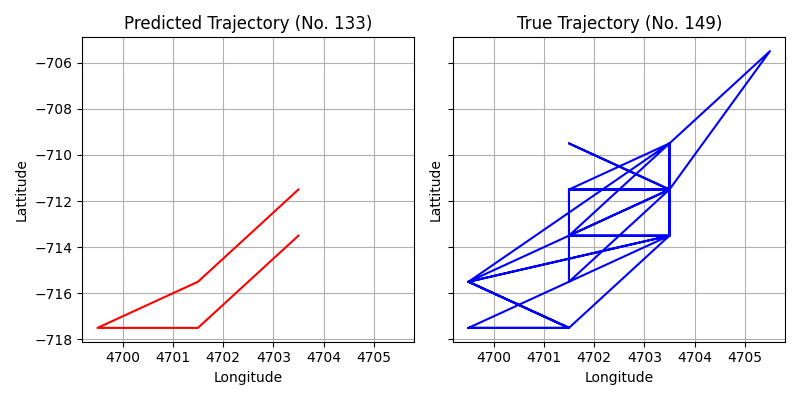 Predicted Trajectory (No. 133)
True Trajectory (No. 149)
−706
−708
−710
−712
−714
−716
−718
Lattitude
Lattitude
4700 4701 4702 4703 4704 4705
4700 4701 4702 4703 4704 4705
Longitude
Longitude